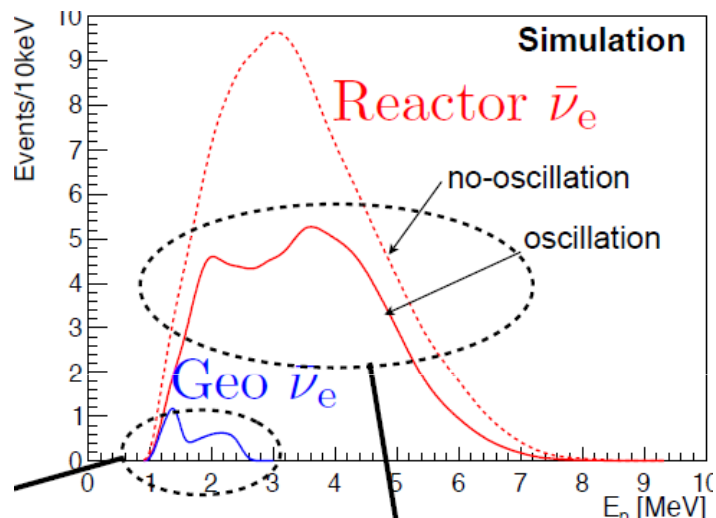 Simulation
Events/10keV
10
9
8
7
6
5
4
3
2
1
0
Reactor ν̄e
no-oscillation
oscillation
Geo ν̄e
0 1 2 3 4 5 6 7 8 9 10
Ep [MeV]